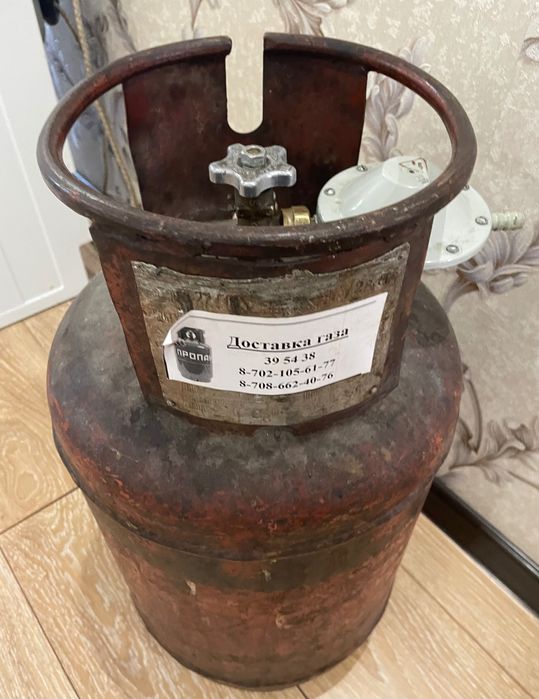 Доставка газа
39 54 38
8-702-105-61-77
8-708-662-40-76
ПРОПАН